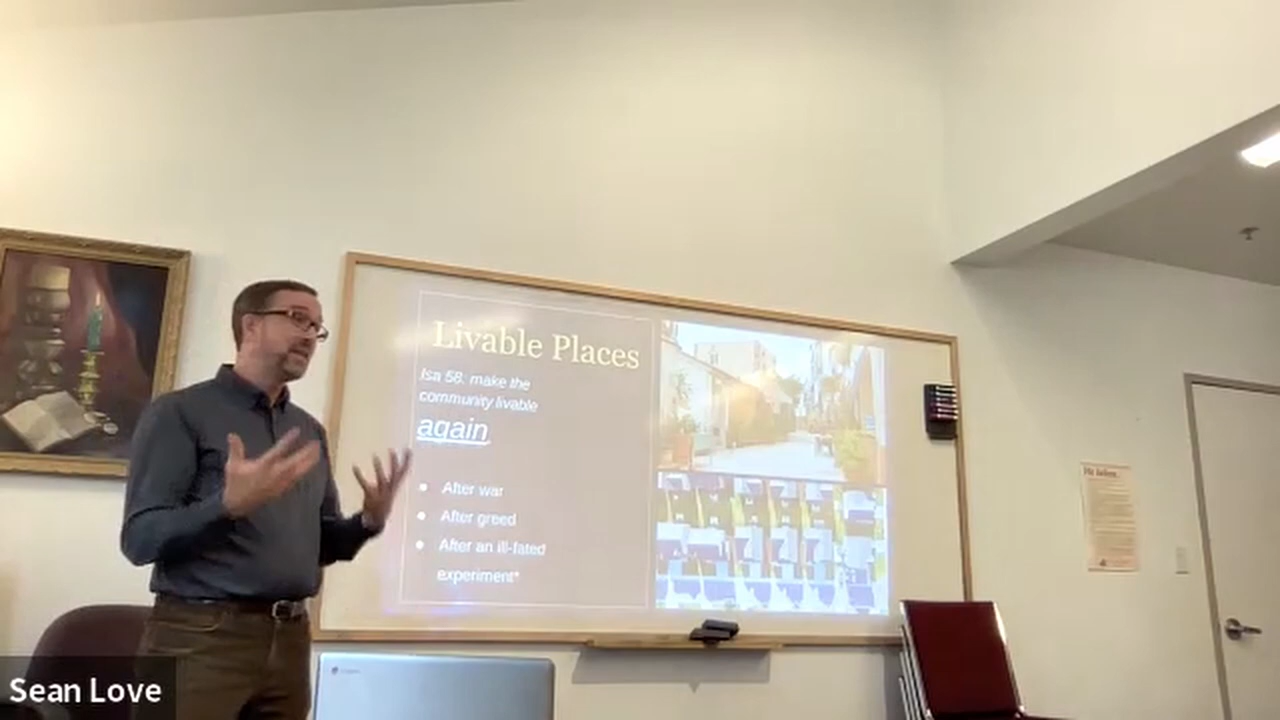 Livable Places
Isa 58: make the
community livable
again
After war
After greed
After an ill-fated
experiment*
Sean Love